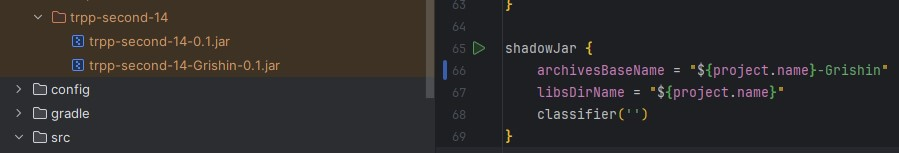 trpp-second-14
trpp-second-14-0.1.jar
trpp-second-14-Grishin-0.1.jar
config
gradle
src
63 }
64
65 shadowJar {
66 archivesBaseName = "${project.name}-Grishin"
67 libsDirName = "${project.name}"
68 classifier('')
69 }